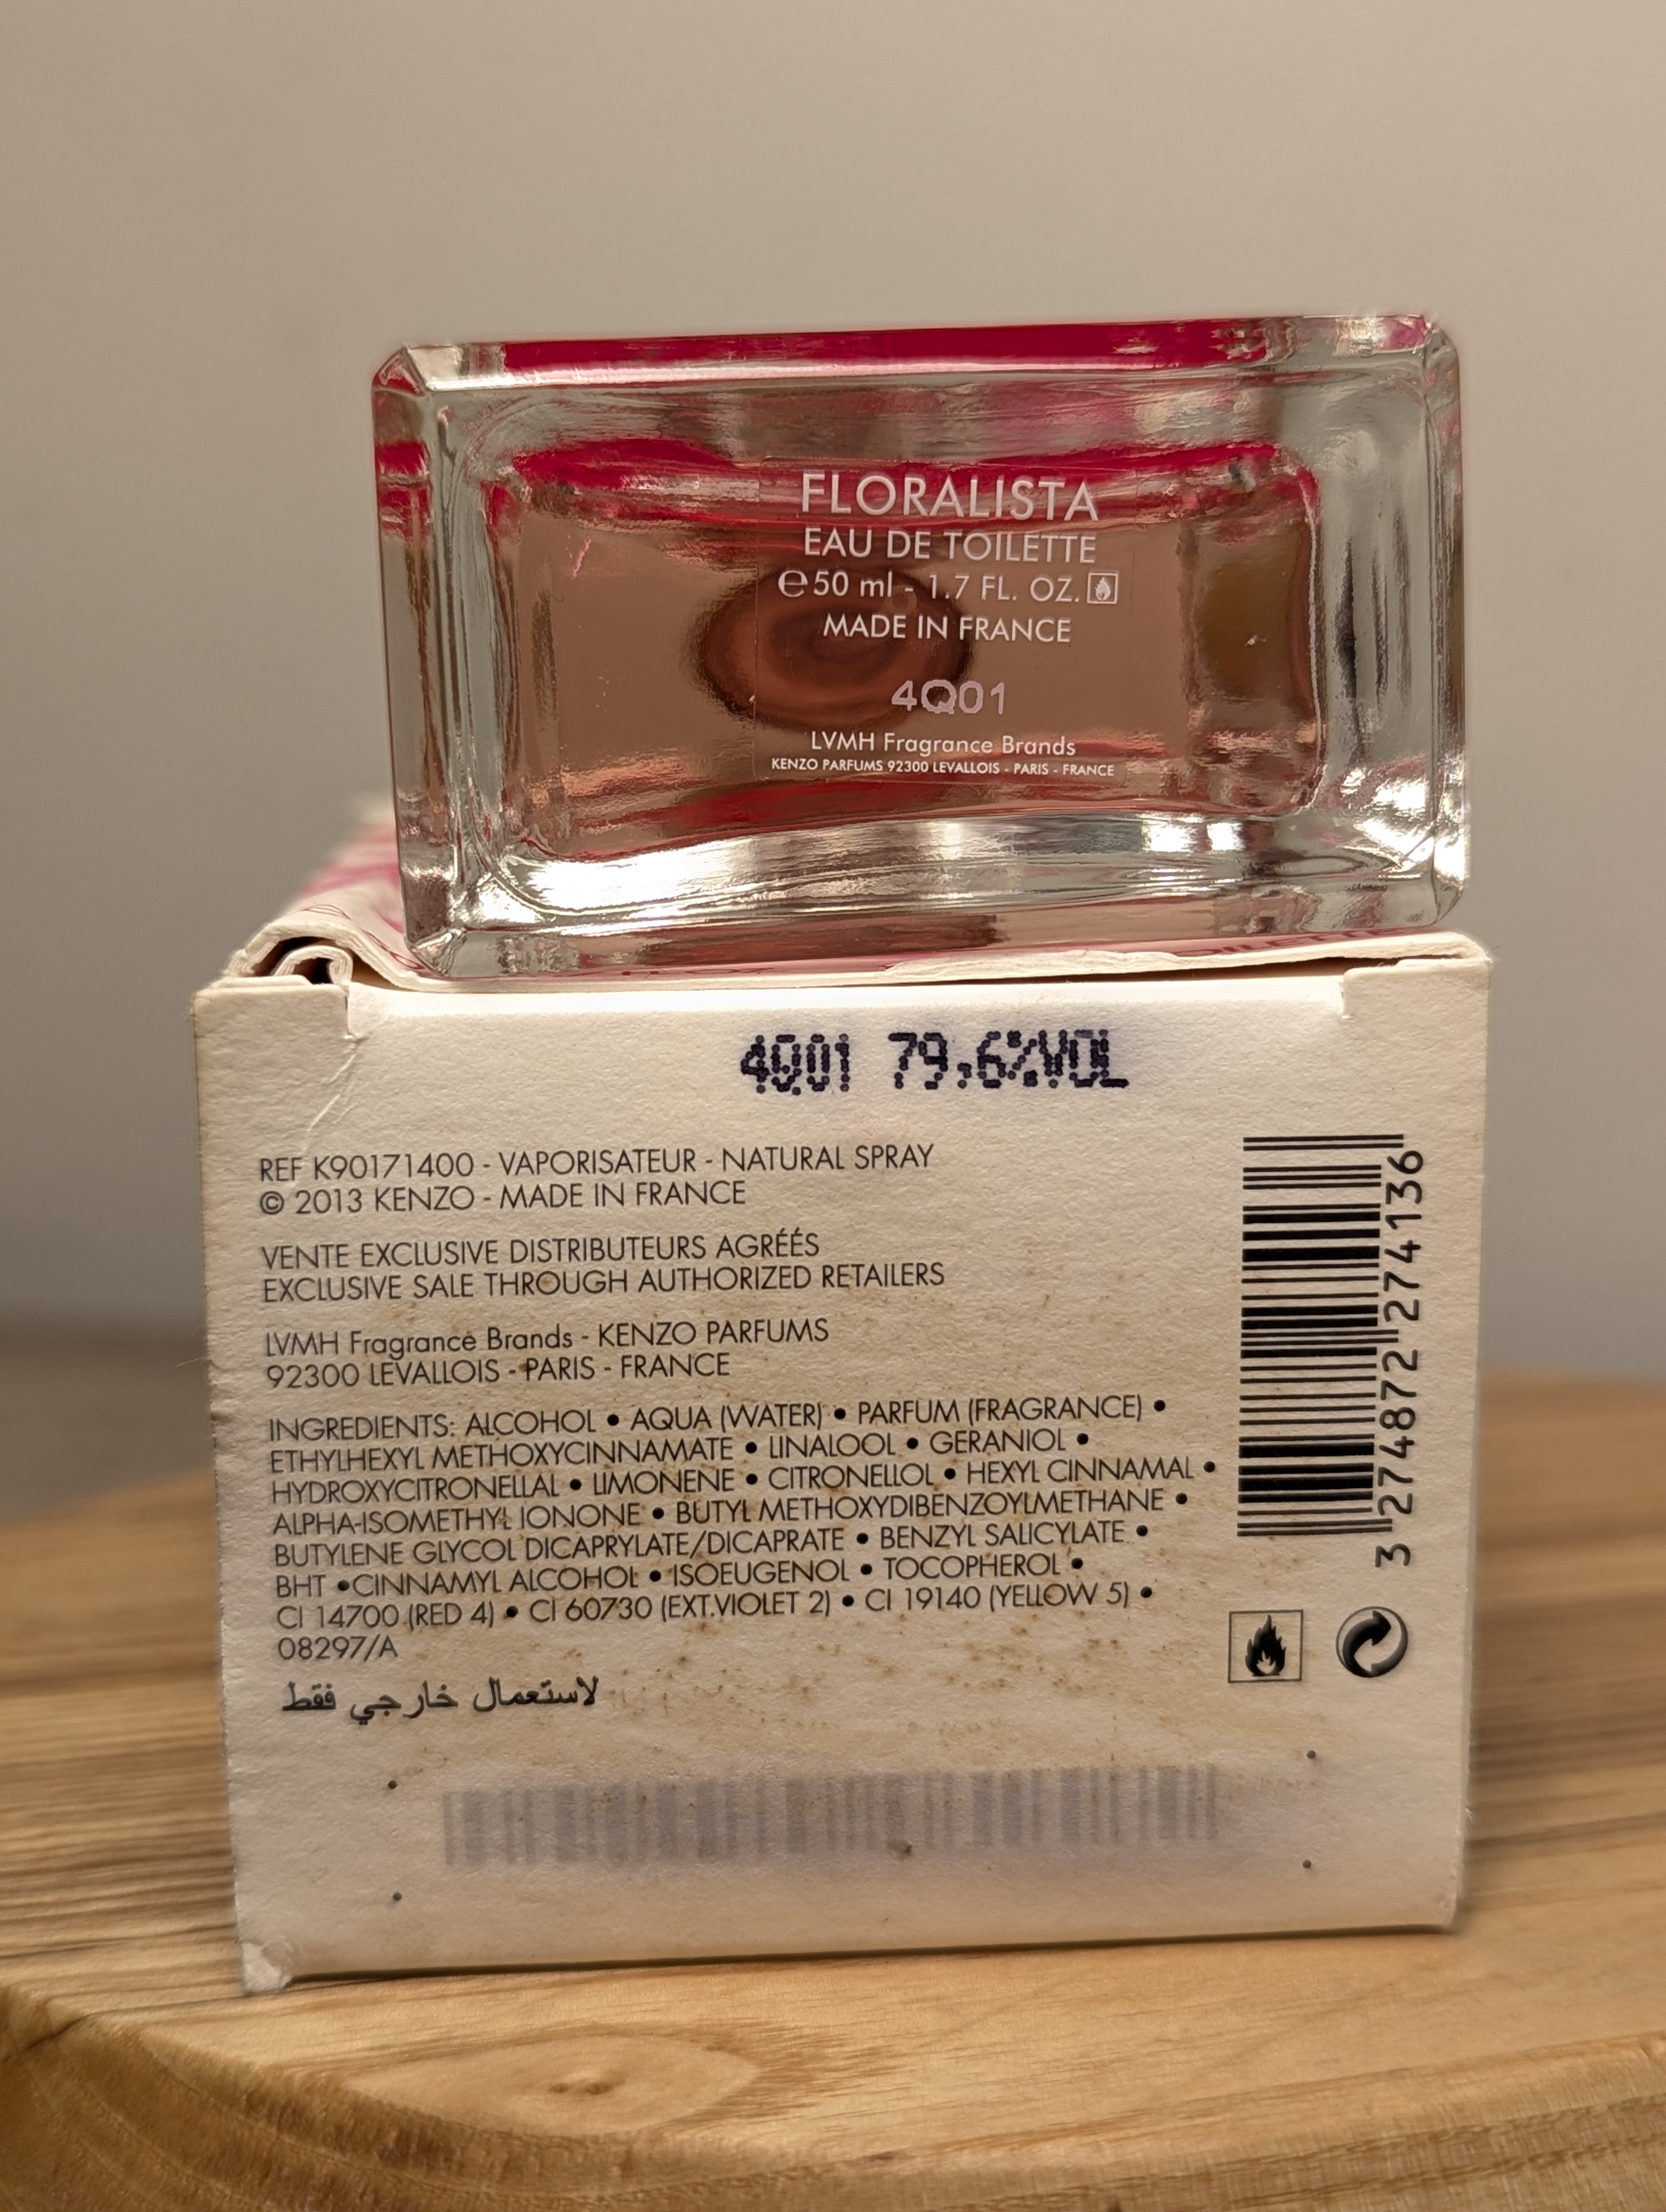 FLORALISTA
EAU DE TOILETTE
℮50 ml - 1.7 FL. OZ.
MADE IN FRANCE
4Q01
LVMH Fragrance Brands
KENZO PARFUMS 92300 LEVALLOIS - PARIS - FRANCE
4Q01 79,6%VOL
REF K90171400 - VAPORISATEUR - NATURAL SPRAY
© 2013 KENZO - MADE IN FRANCE
VENTE EXCLUSIVE DISTRIBUTEURS AGRÉÉS
EXCLUSIVE SALE THROUGH AUTHORIZED RETAILERS
LVMH Fragrance Brands - KENZO PARFUMS
92300 LEVALLOIS - PARIS - FRANCE
INGREDIENTS: ALCOHOL • AQUA (WATER) • PARFUM (FRAGRANCE) •
ETHYLHEXYL METHOXYCINNAMATE • LINALOOL • GERANIOL •
HYDROXYCITRONELLAL • LIMONENE • CITRONELLOL • HEXYL CINNAMAL •
ALPHA-ISOMETHYL IONONE • BUTYL METHOXYDIBENZOYLMETHANE •
BUTYLENE GLYCOL DICAPRYLATE/DICAPRATE • BENZYL SALICYLATE •
BHT • CINNAMYL ALCOHOL • ISOEUGENOL • TOCOPHEROL •
CI 14700 (RED 4) • CI 60730 (EXT.VIOLET 2) • CI 19140 (YELLOW 5) •
08297/A
لاستعمال خارجي فقط
3 274872 274136